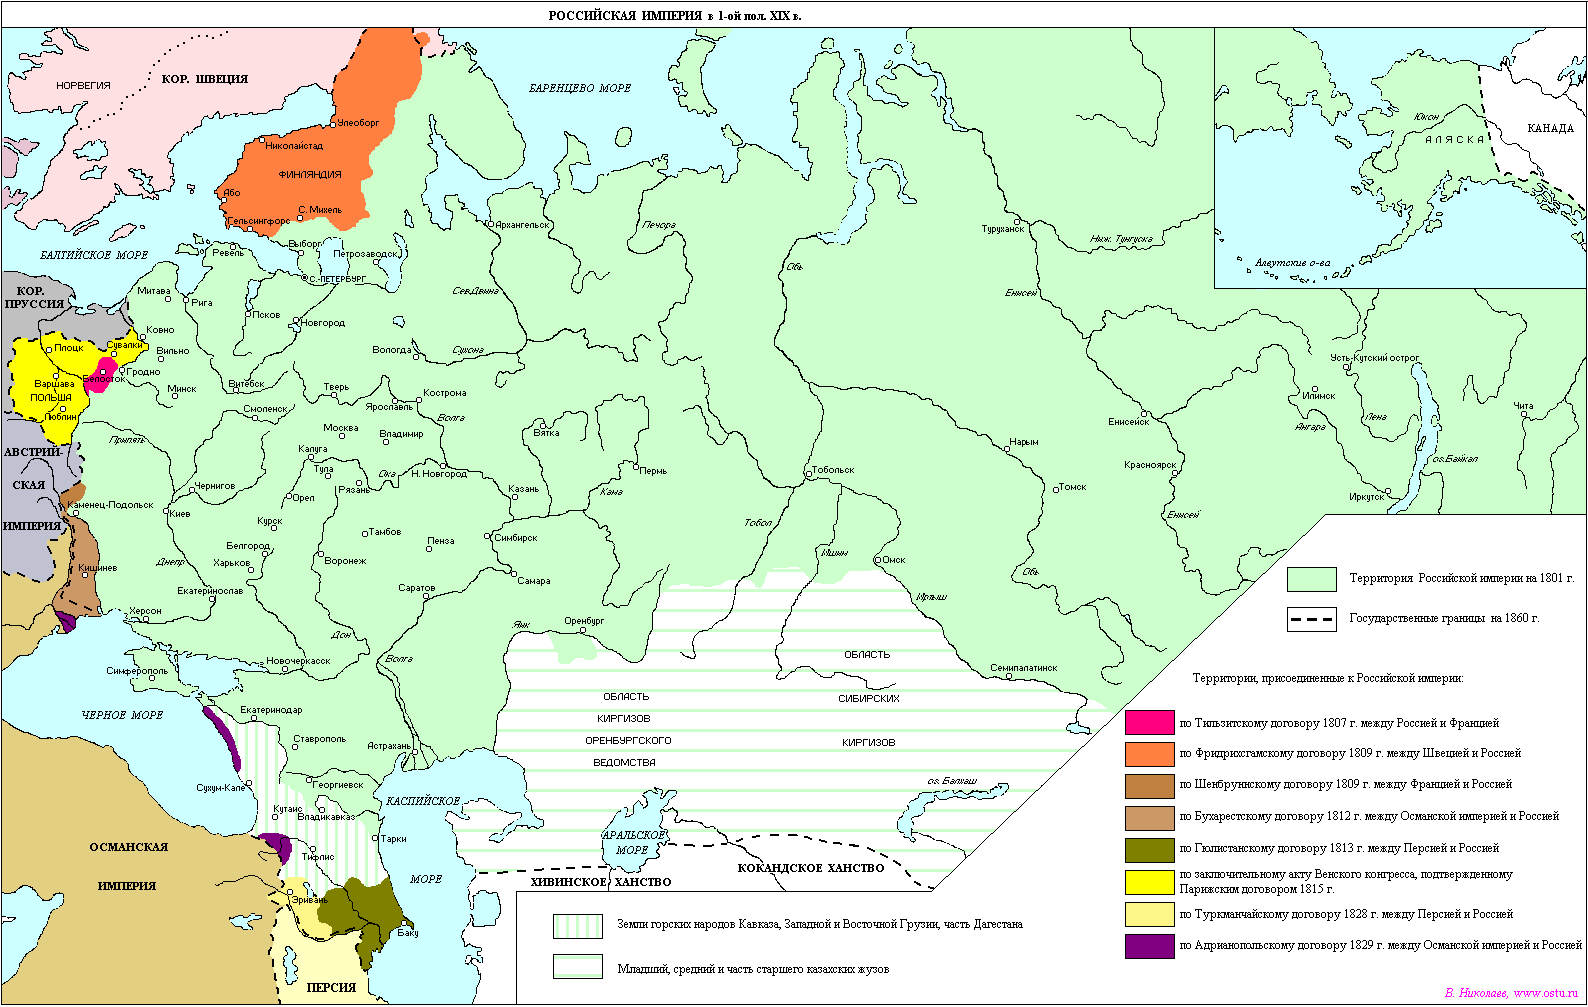 РОССИЙСКАЯ ИМПЕРИЯ в 1-ой пол. XIX в.
НОРВЕГИЯ
КОР. ШВЕЦИЯ
БАРЕНЦЕВО МОРЕ
Улеоборг
Николайстад
ФИНЛЯНДИЯ
Або
С. Михель
Гельсингфорс
Юкон
АЛЯСКА
КАНАДА
Алеутские о-ва
БАЛТИЙСКОЕ МОРЕ
Ревель
Выборг
Петрозаводск
С.-ПЕТЕРБУРГ
Архангельск
Печора
Обь
Туруханск
Ниж. Тунгуска
Енисей
КОР.
ПРУССИЯ
Митава
Рига
Псков
Новгород
Сев.Двина
Ковно
Вильно
Сувалки
Плоцк
Белосток
Гродно
Варшава
ПОЛЬША
Люблин
Минск
Витебск
Вологда
Сухона
Тверь
Ярославль
Кострома
Волга
Смоленск
Москва
Владимир
Вятка
Усть-Кутский острог
Илимск
Лена
Ангара
Чита
оз.Байкал
Иркутск
Енисейск
Нарым
Красноярск
Томск
Енисей
АВСТРИЙ-
СКАЯ
ИМПЕРИЯ
Припять
Калуга
Тула
Рязань
Ока
Н. Новгород
Пермь
Кама
Казань
Тобольск
Тобол
Каменец-Подольск
Чернигов
Киев
Орел
Курск
Тамбов
Пенза
Симбирск
Белгород
Харьков
Воронеж
Самара
Саратов
Кишинев
Днепр
Екатеринослав
Херсон
Дон
Яик
Оренбург
Ишим
Омск
Иртыш
Обь
Семипалатинск
Новочеркасск
Волга
Симферополь
ЧЕРНОЕ МОРЕ
Екатеринодар
Ставрополь
Астрахань
Георгиевск
Сухум-Кале
Кутаис
Владикавказ
Тарки
Тифлис
Эривань
Баку
КАСПИЙСКОЕ
МОРЕ
ОБЛАСТЬ
КИРГИЗОВ
ОРЕНБУРГСКОГО
ВЕДОМСТВА
ОБЛАСТЬ
СИБИРСКИХ
КИРГИЗОВ
оз. Балхаш
АРАЛЬСКОЕ
МОРЕ
ХИВИНСКОЕ ХАНСТВО
КОКАНДСКОЕ ХАНСТВО
ОСМАНСКАЯ
ИМПЕРИЯ
ПЕРСИЯ
Территория Российской империи на 1801 г.
Государственные границы на 1860 г.
Территории, присоединенные к Российской империи:
по Тильзитскому договору 1807 г. между Россией и Францией
по Фридрихсгамскому договору 1809 г. между Швецией и Россией
по Шенбруннскому договору 1809 г. между Францией и Россией
по Бухарестскому договору 1812 г. между Османской империей и Россией
по Гюлистанскому договору 1813 г. между Персией и Россией
по заключительному акту Венского конгресса, подтвержденному
Парижским договором 1815 г.
по Туркманчайскому договору 1828 г. между Персией и Россией
по Адрианопольскому договору 1829 г. между Османской империей и Россией
Земли горских народов Кавказа, Западной и Восточной Грузии, часть Дагестана
Младший, средний и часть старшего казахских жузов
В. Николаев, www.ostu.ru